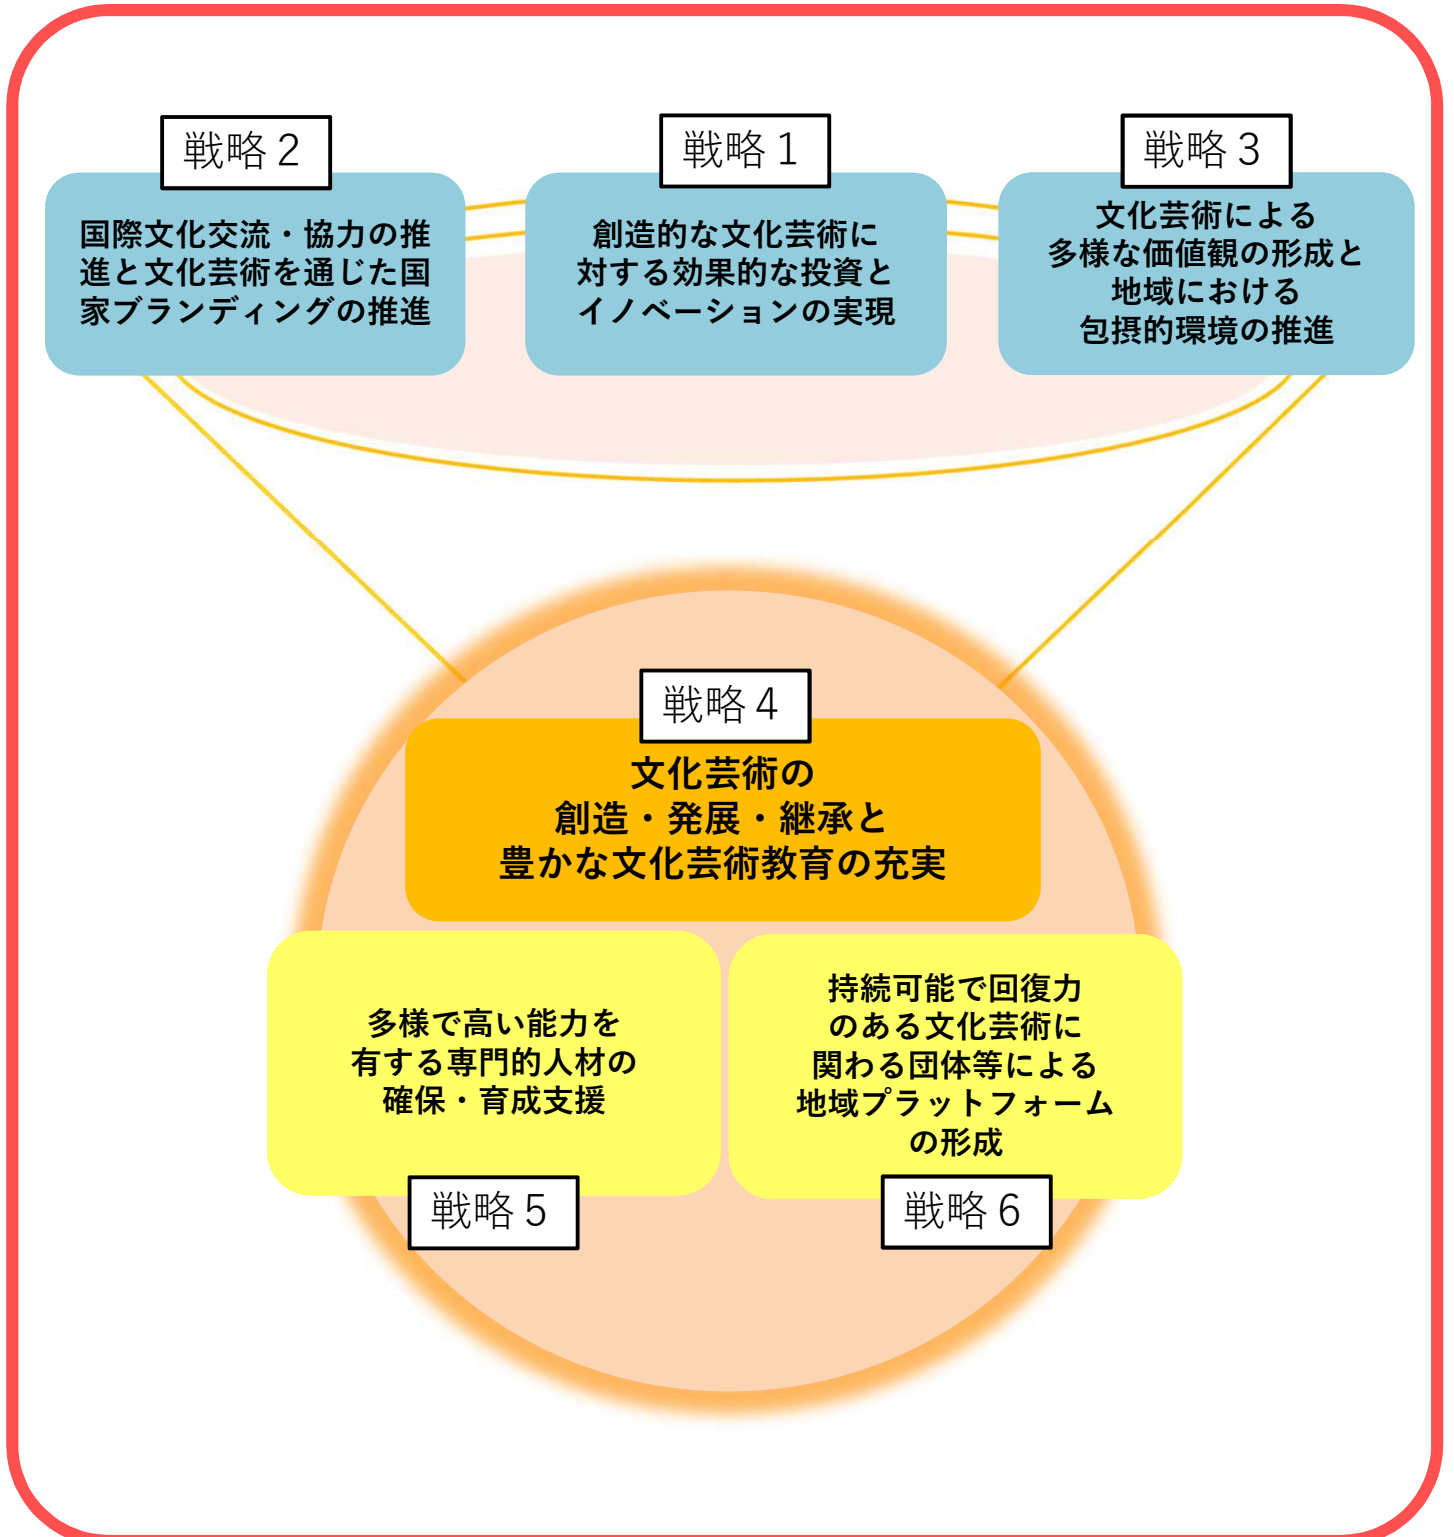 戦略２
国際文化交流・協力の推
進と文化芸術を通じた国
家ブランディングの推進
戦略１
創造的な文化芸術に
対する効果的な投資と
イノベーションの実現
戦略３
文化芸術による
多様な価値観の形成と
地域における
包摂的環境の推進
戦略４
文化芸術の
創造・発展・継承と
豊かな文化芸術教育の充実
多様で高い能力を
有する専門的人材の
確保・育成支援
戦略５
持続可能で回復力
のある文化芸術に
関わる団体等による
地域プラットフォーム
の形成
戦略６